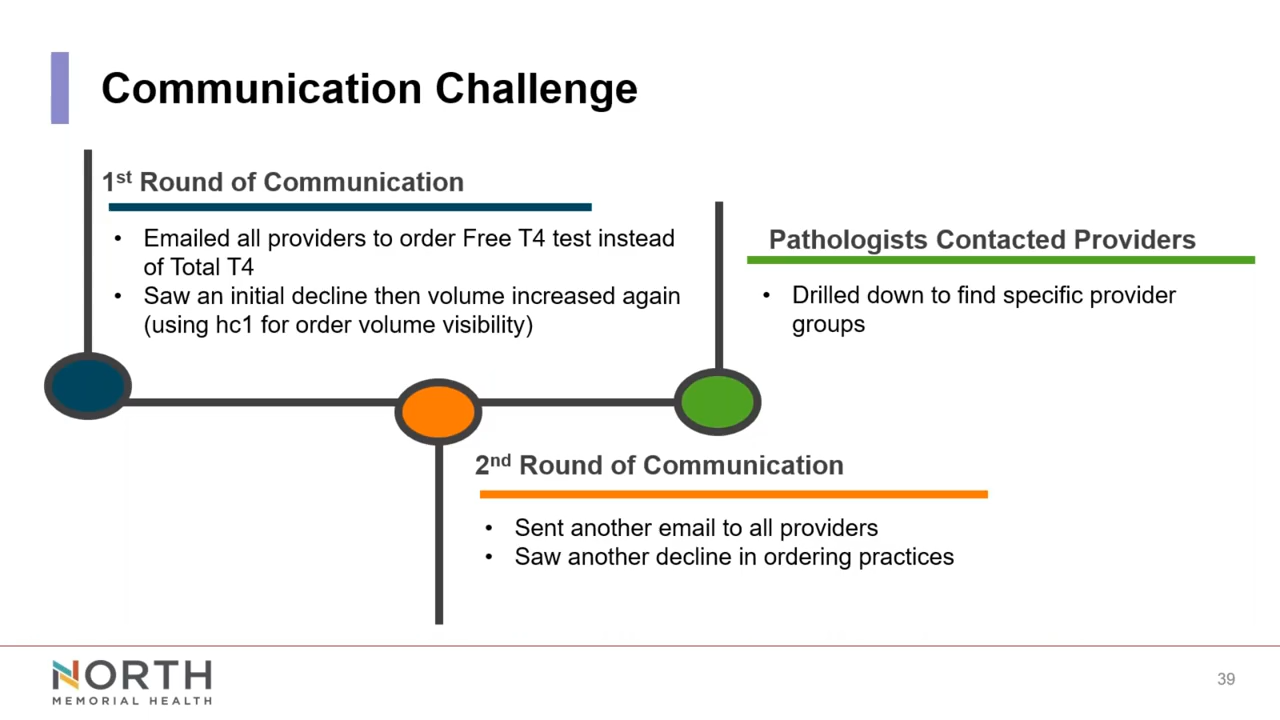 Communication Challenge
1st Round of Communication
• Emailed all providers to order Free T4 test instead
of Total T4
• Saw an initial decline then volume increased again
(using hc1 for order volume visibility)
Pathologists Contacted Providers
• Drilled down to find specific provider
groups
2nd Round of Communication
• Sent another email to all providers
• Saw another decline in ordering practices
NORTH
MEMORIAL HEALTH
39